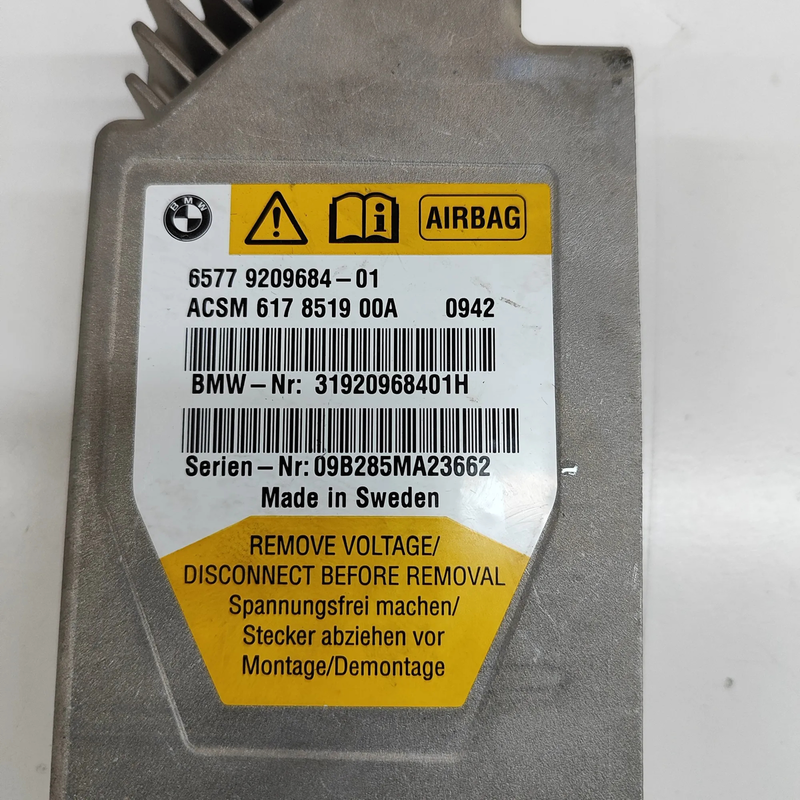 BMW
AIRBAG
6577 9209684-01
ACSM 617 8519 00A 0942
BMW-Nr: 31920968401H
Serien-Nr: 09B285MA23662
Made in Sweden
REMOVE VOLTAGE/
DISCONNECT BEFORE REMOVAL
Spannungsfrei machen/
Stecker abziehen vor
Montage/Demontage